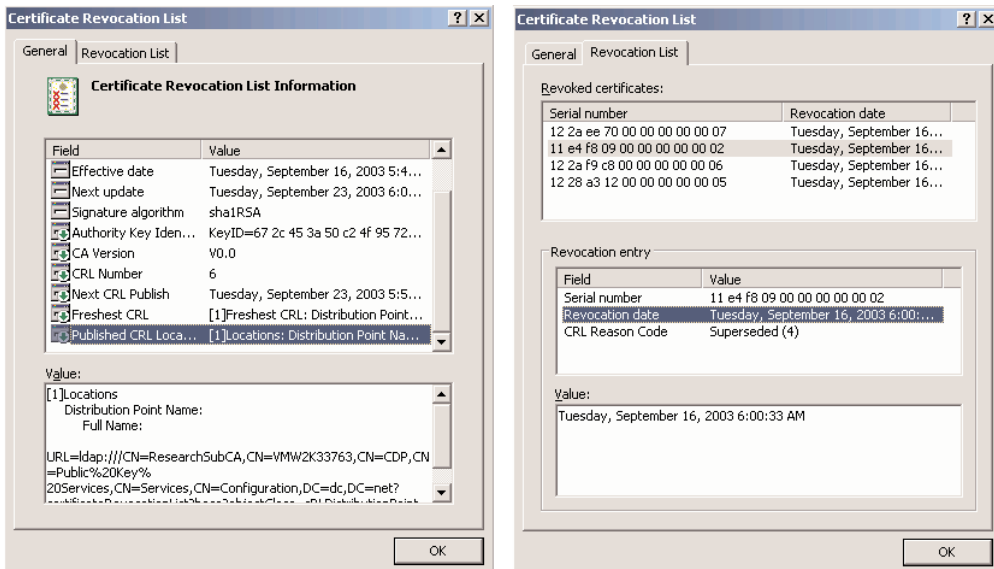 Certificate Revocation List
General Revocation List
Certificate Revocation List Information
Field Value
Effective date Tuesday, September 16, 2003 5:4...
Next update Tuesday, September 23, 2003 6:0...
Signature algorithm sha1RSA
Authority Key Iden... KeyID=67 2c 45 3a 50 c2 4f 95 72...
CA Version V0.0
CRL Number 6
Next CRL Publish Tuesday, September 23, 2003 5:5...
Freshest CRL [1]Freshest CRL: Distribution Point...
Published CRL Loca... [1]Locations: Distribution Point Na...
Value:
[1]Locations
Distribution Point Name:
Full Name:
URL=ldap:///CN=ResearchSubCA,CN=VMW2K33763,CN=CDP,CN
=Public%20Key%
20Services,CN=Services,CN=Configuration,DC=dc,DC=net?
OK
Certificate Revocation List
General Revocation List
Revoked certificates:
Serial number Revocation date
12 2a ee 70 00 00 00 00 00 07 Tuesday, September 16...
11 e4 f8 09 00 00 00 00 00 02 Tuesday, September 16...
12 2a f9 c8 00 00 00 00 00 06 Tuesday, September 16...
12 28 a3 12 00 00 00 00 00 05 Tuesday, September 16...
Revocation entry
Field Value
Serial number 11 e4 f8 09 00 00 00 00 00 02
Revocation date Tuesday, September 16, 2003 6:00:...
CRL Reason Code Superseded (4)
Value:
Tuesday, September 16, 2003 6:00:33 AM
OK